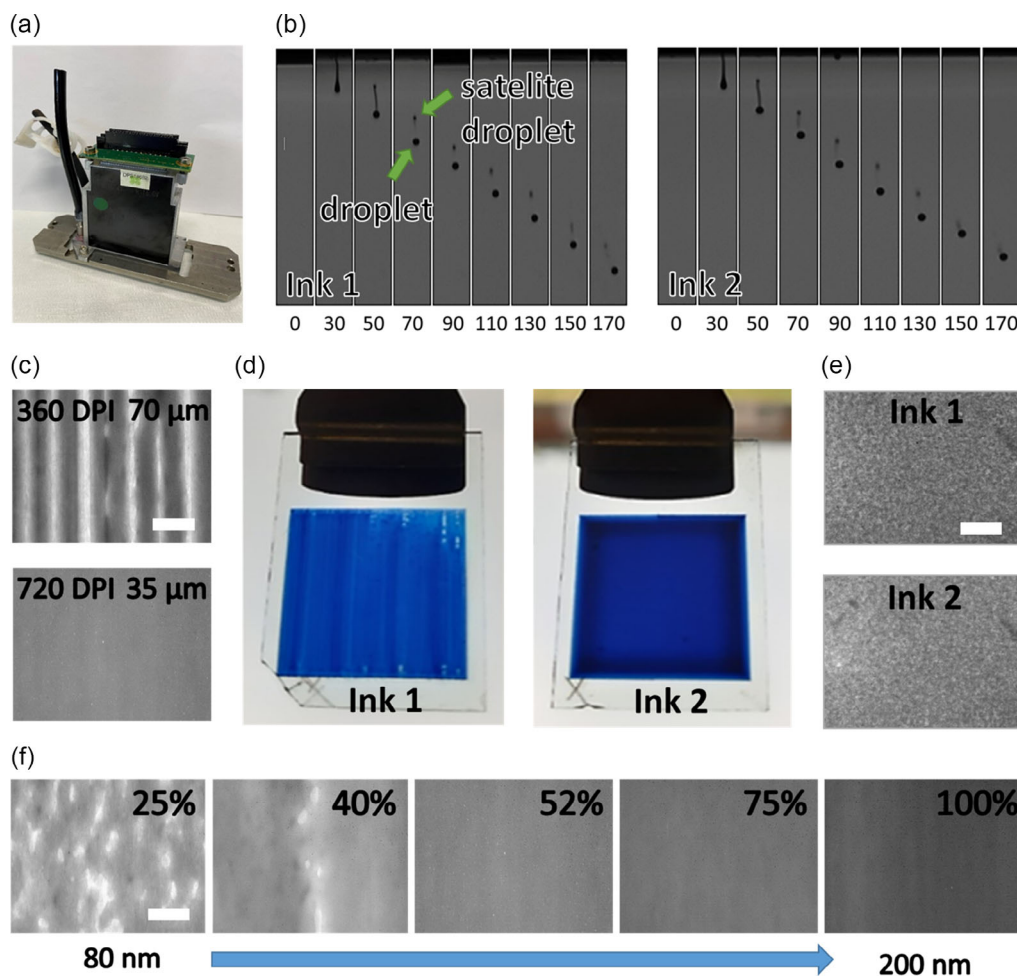 (a)
(b)
satelite
droplet
droplet
Ink 1
0 30 50 70 90 110 130 150 170
Ink 2
0 30 50 70 90 110 130 150 170
(c)
360 DPI 70 µm
720 DPI 35 µm
(d)
Ink 1
Ink 2
(e)
Ink 1
Ink 2
(f)
25%
40%
52%
75%
100%
80 nm
200 nm